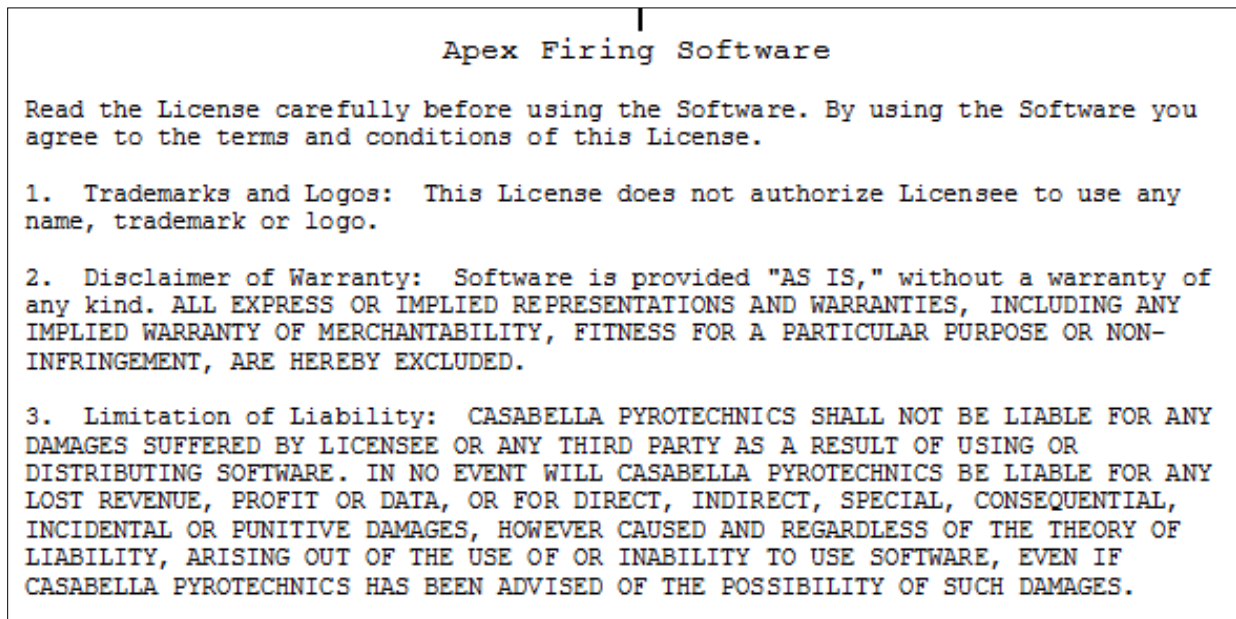 Apex Firing Software
Read the License carefully before using the Software. By using the Software you
agree to the terms and conditions of this License.
1.  Trademarks and Logos:  This License does not authorize Licensee to use any
name, trademark or logo.
2.  Disclaimer of Warranty:  Software is provided "AS IS," without a warranty of
any kind. ALL EXPRESS OR IMPLIED REPRESENTATIONS AND WARRANTIES, INCLUDING ANY
IMPLIED WARRANTY OF MERCHANTABILITY, FITNESS FOR A PARTICULAR PURPOSE OR NON-
INFRINGEMENT, ARE HEREBY EXCLUDED.
3.  Limitation of Liability:  CASABELLA PYROTECHNICS SHALL NOT BE LIABLE FOR ANY
DAMAGES SUFFERED BY LICENSEE OR ANY THIRD PARTY AS A RESULT OF USING OR
DISTRIBUTING SOFTWARE. IN NO EVENT WILL CASABELLA PYROTECHNICS BE LIABLE FOR ANY
LOST REVENUE, PROFIT OR DATA, OR FOR DIRECT, INDIRECT, SPECIAL, CONSEQUENTIAL,
INCIDENTAL OR PUNITIVE DAMAGES, HOWEVER CAUSED AND REGARDLESS OF THE THEORY OF
LIABILITY, ARISING OUT OF THE USE OF OR INABILITY TO USE SOFTWARE, EVEN IF
CASABELLA PYROTECHNICS HAS BEEN ADVISED OF THE POSSIBILITY OF SUCH DAMAGES.